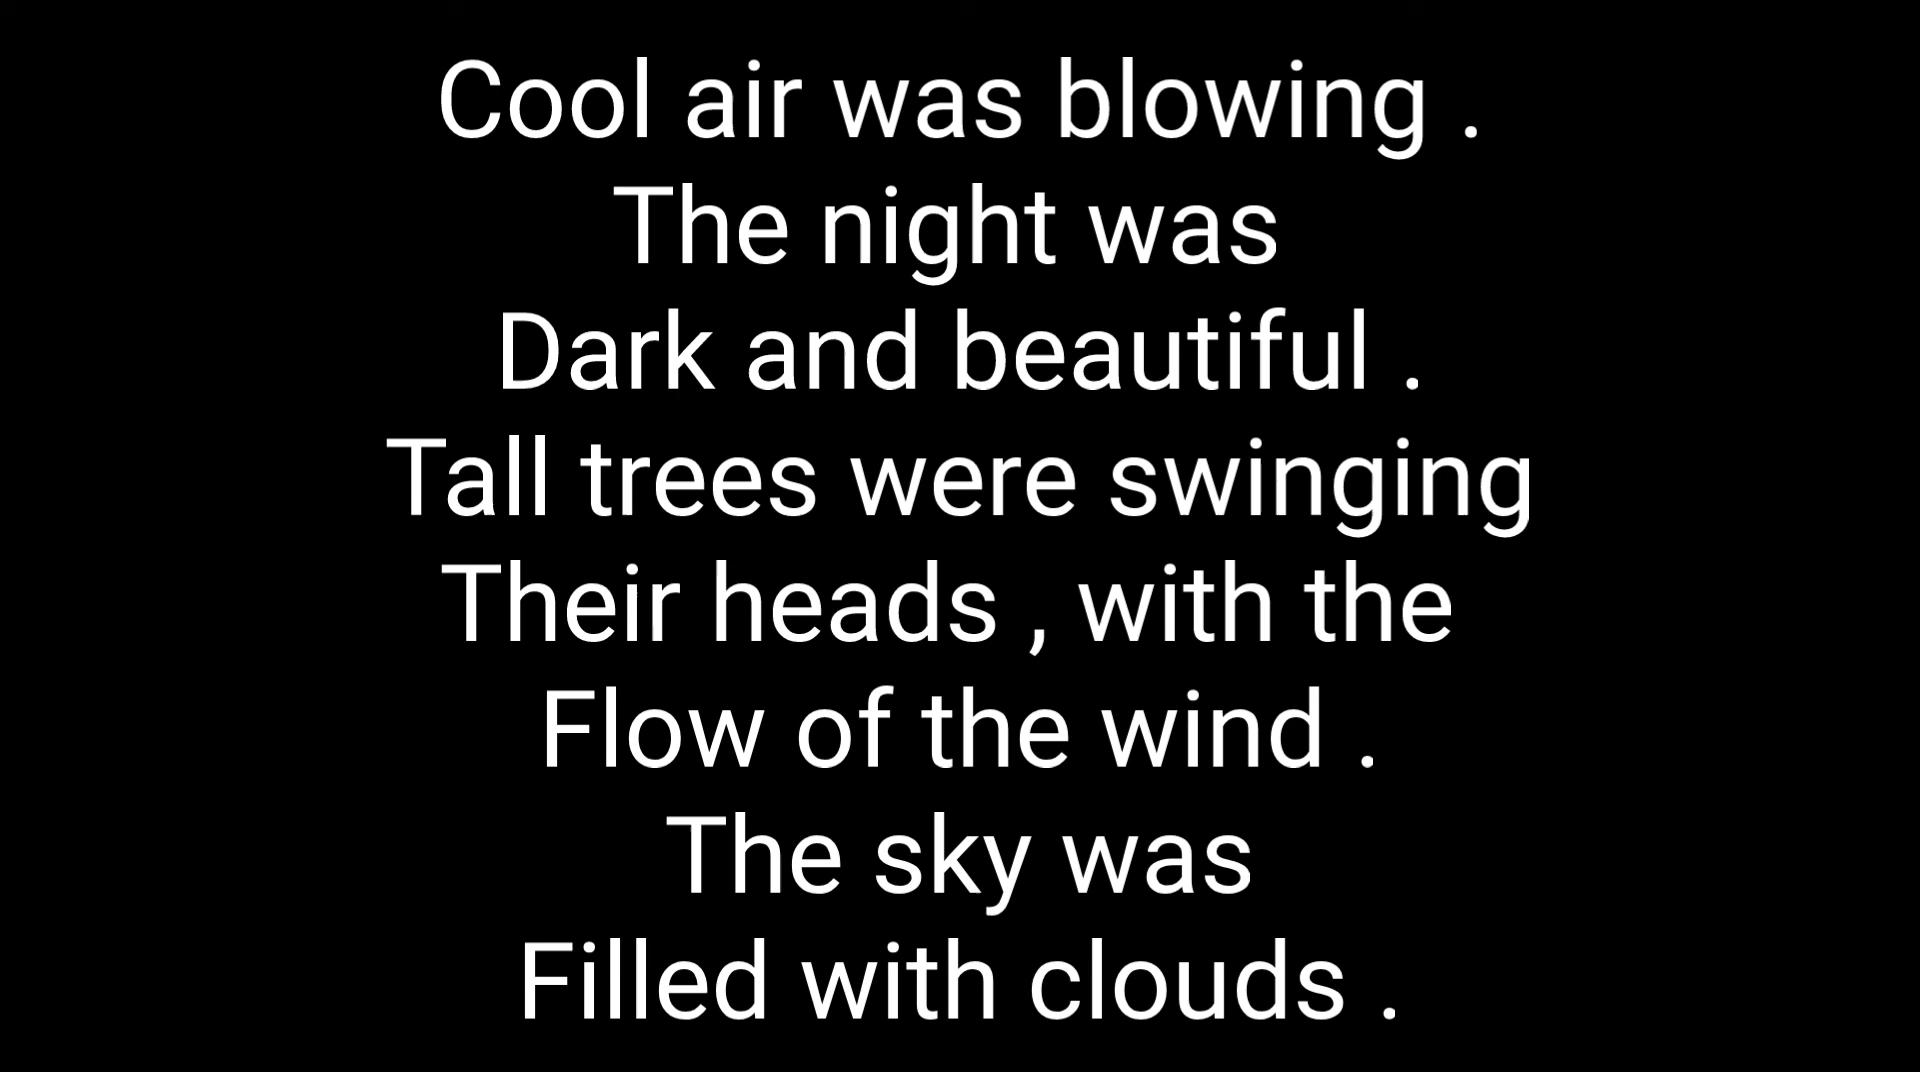 Cool air was blowing .
The night was
Dark and beautiful .
Tall trees were swinging
Their heads , with the
Flow of the wind .
The sky was
Filled with clouds .